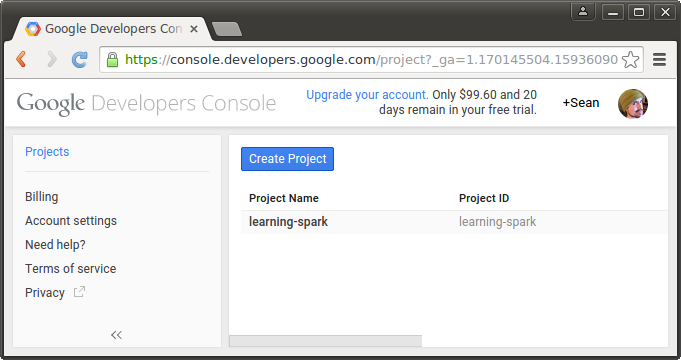 Google Developers Con
https://console.developers.google.com/project?_ga=1.170145504.15936090
Google Developers Console
Upgrade your account. Only $99.60 and 20
days remain in your free trial.
+Sean
Projects
Billing
Account settings
Need help?
Terms of service
Privacy
Create Project
Project Name Project ID
learning-spark learning-spark